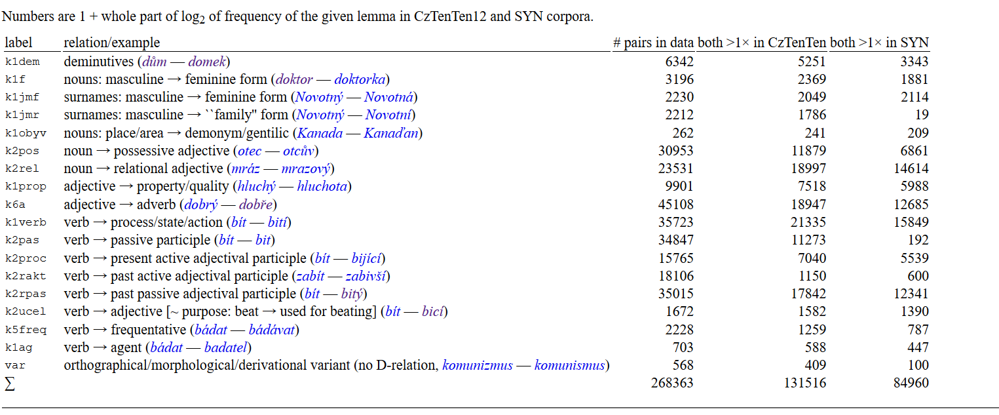 Numbers are 1 + whole part of log2 of frequency of the given lemma in CzTenTen12 and SYN corpora.
label relation/example # pairs in data both >1× in CzTenTen both >1× in SYN
k1dem deminutives (dům — domek) 6342 5251 3343
k1f nouns: masculine → feminine form (doktor — doktorka) 3196 2369 1881
k1jmf surnames: masculine → feminine form (Novotný — Novotná) 2230 2049 2114
k1jmr surnames: masculine → ``family'' form (Novotný — Novotní) 2212 1786 19
k1obyv nouns: place/area → demonym/gentilic (Kanada — Kanaďan) 262 241 209
k2pos noun → possessive adjective (otec — otcův) 30953 11879 6861
k2rel noun → relational adjective (mráz — mrazový) 23531 18997 14614
k1prop adjective → property/quality (hluchý — hluchota) 9901 7518 5988
k6a adjective → adverb (dobrý — dobře) 45108 18947 12685
k1verb verb → process/state/action (bít — bití) 35723 21335 15849
k2pas verb → passive participle (bít — bit) 34847 11273 192
k2proc verb → present active adjectival participle (bít — bijící) 15765 7040 5539
k2rakt verb → past active adjectival participle (zabít — zabivší) 18106 1150 600
k2rpas verb → past passive adjectival participle (bít — bitý) 35015 17842 12341
k2ucel verb → adjective [~ purpose: beat → used for beating] (bít — bicí) 1672 1582 1390
k5freq verb → frequentative (bádat — bádávat) 2228 1259 787
k1ag verb → agent (bádat — badatel) 703 588 447
var orthographical/morphological/derivational variant (no D-relation, komunizmus — komunismus) 568 409 100
∑ 268363 131516 84960